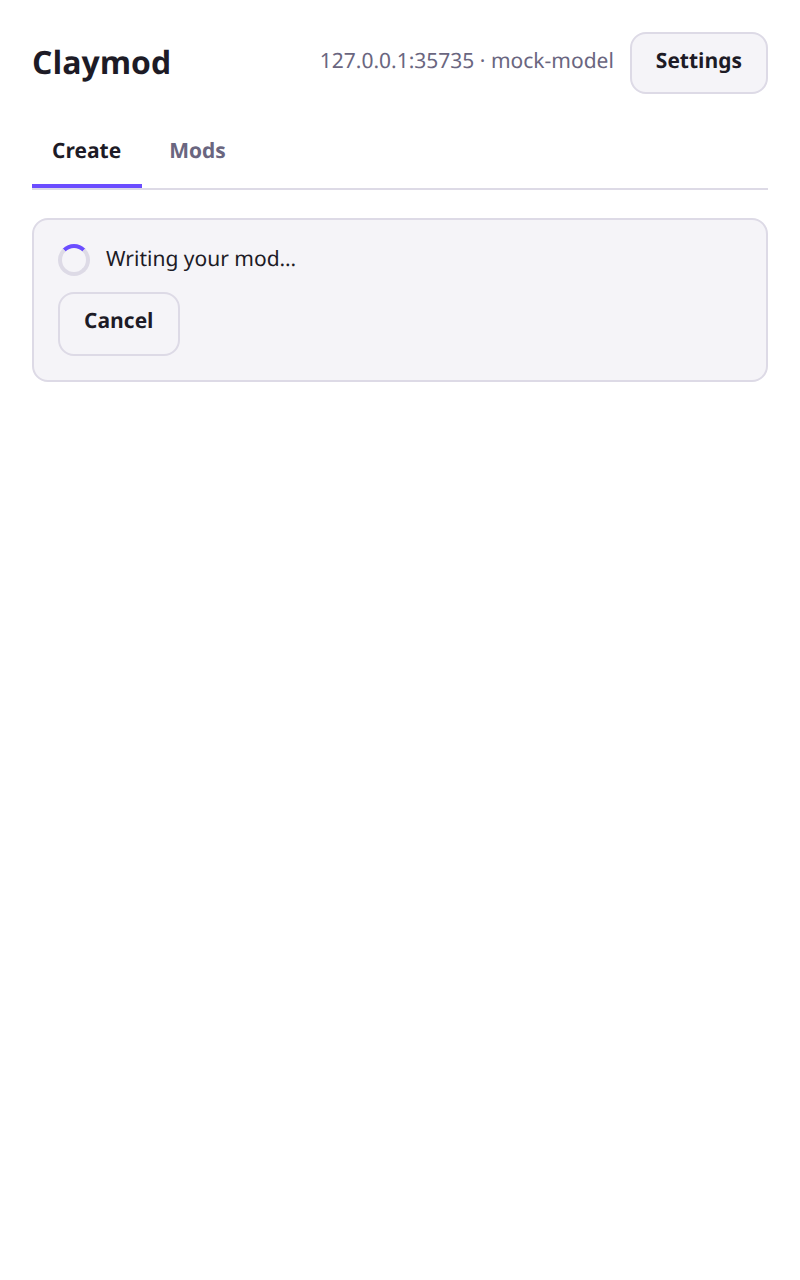 Claymod
127.0.0.1:35735 · mock-model
Settings
Create
Mods
Writing your mod…
Cancel